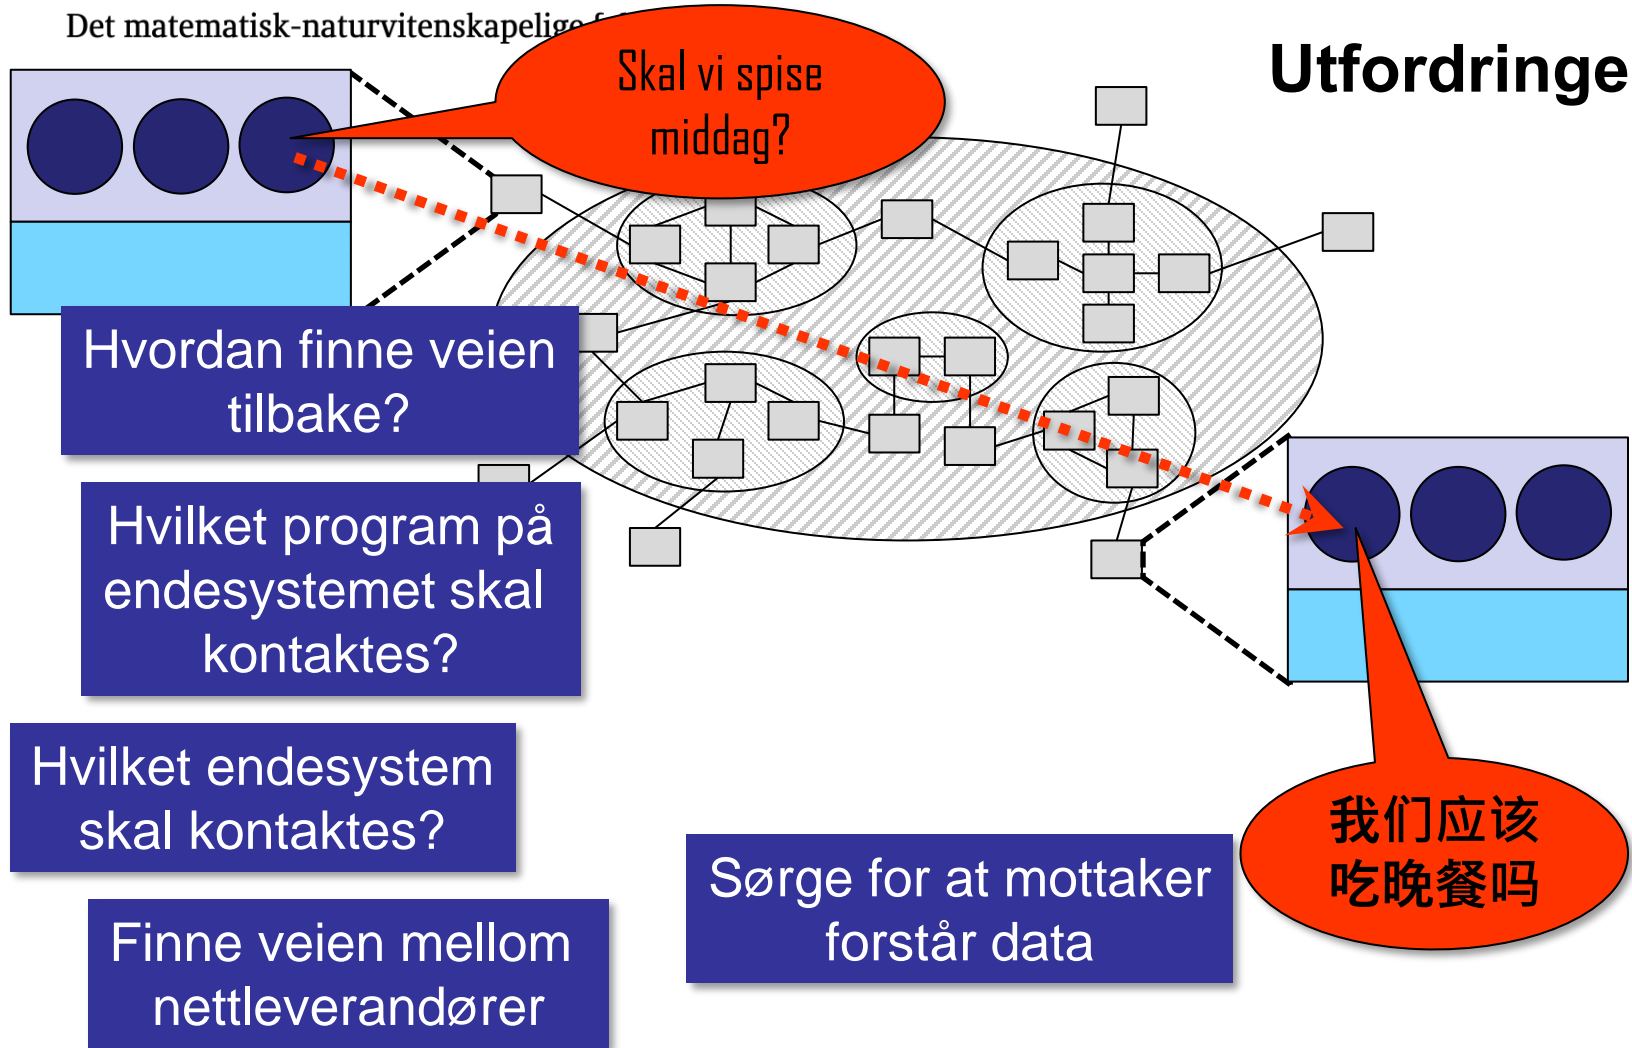 Det matematisk-naturvitenskapelige
Utfordringe
Skal vi spise
middag?
Hvordan finne veien
tilbake?
Hvilket program på
endesystemet skal
kontaktes?
Hvilket endesystem
skal kontaktes?
Finne veien mellom
nettleverandører
Sørge for at mottaker
forstår data
我们应该
吃晚餐吗